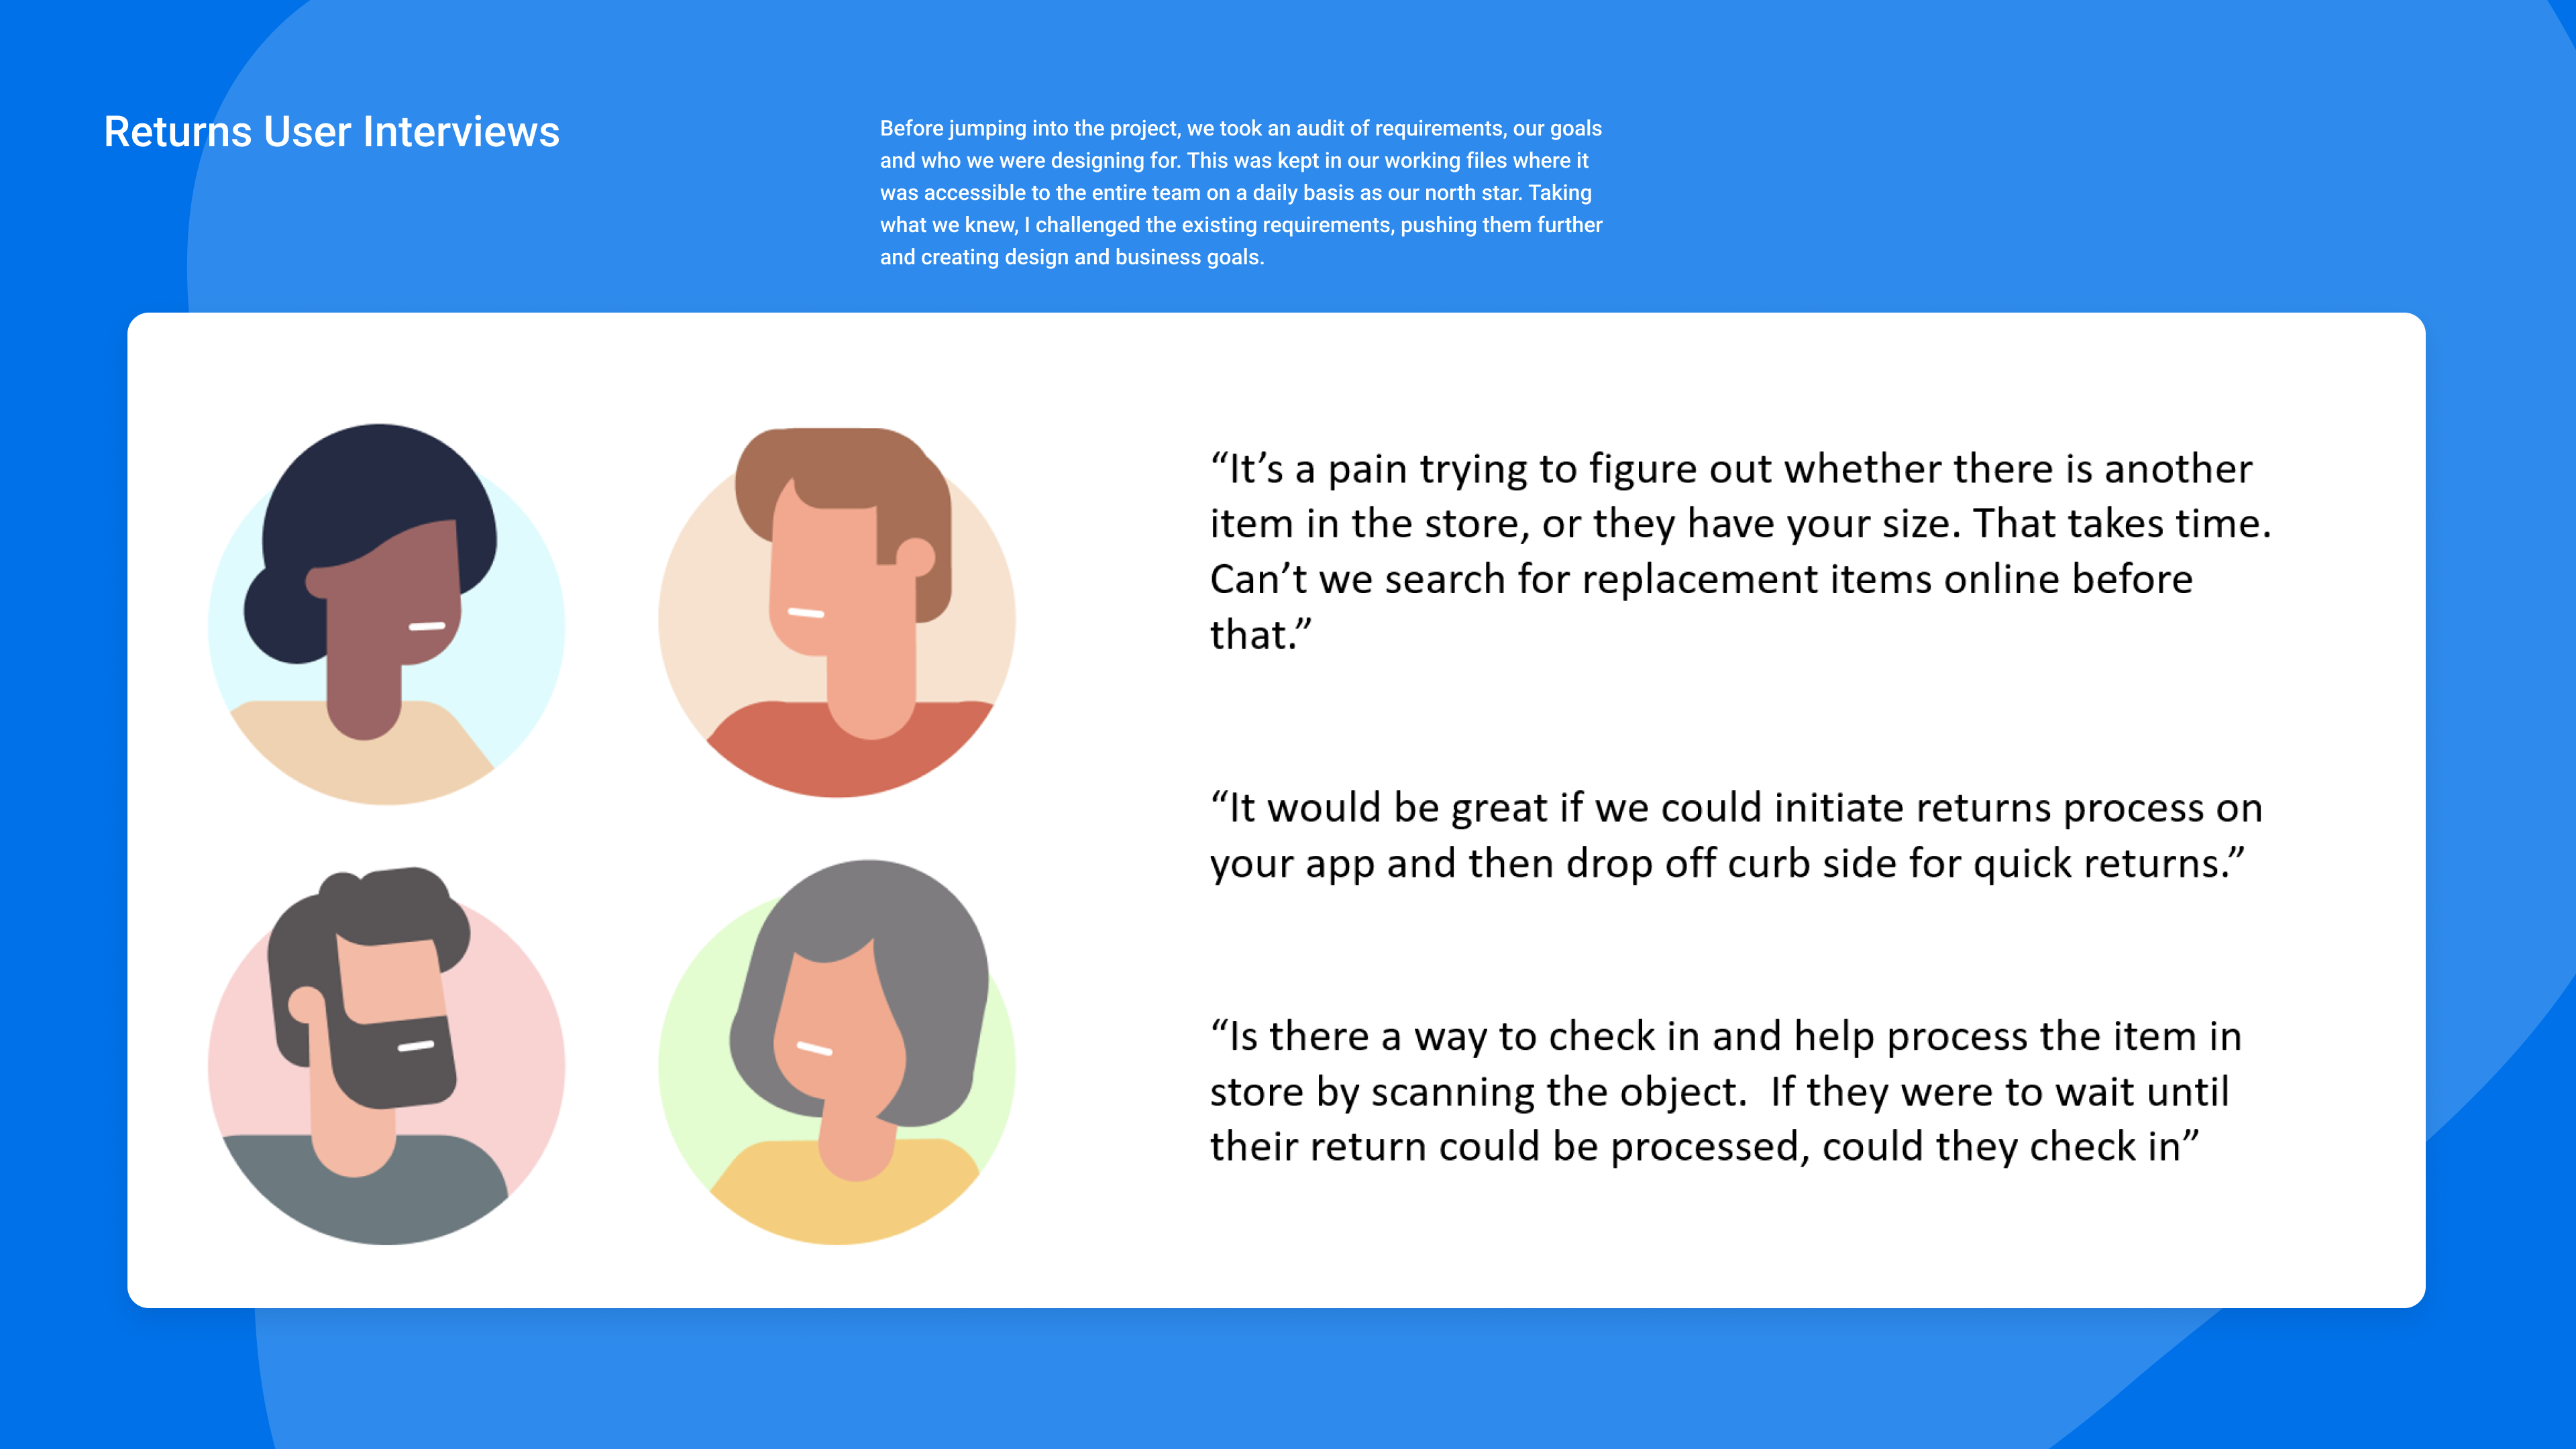 Returns User Interviews
Before jumping into the project, we took an audit of requirements, our goals
and who we were designing for. This was kept in our working files where it
was accessible to the entire team on a daily basis as our north star. Taking
what we knew, I challenged the existing requirements, pushing them further
and creating design and business goals.
“It’s a pain trying to figure out whether there is another
item in the store, or they have your size. That takes time.
Can’t we search for replacement items online before
that.”
“It would be great if we could initiate returns process on
your app and then drop off curb side for quick returns.”
“Is there a way to check in and help process the item in
store by scanning the object.  If they were to wait until
their return could be processed, could they check in”